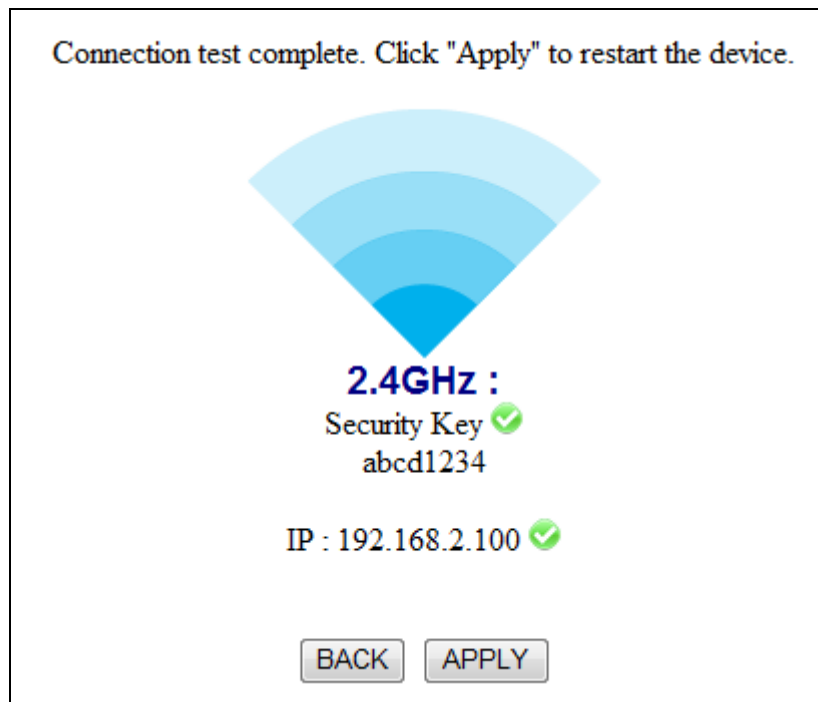 Connection test complete. Click "Apply" to restart the device.
2.4GHz :
Security Key
abcd1234
IP : 192.168.2.100
BACK APPLY